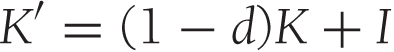 K′ = (1 − d)K + I